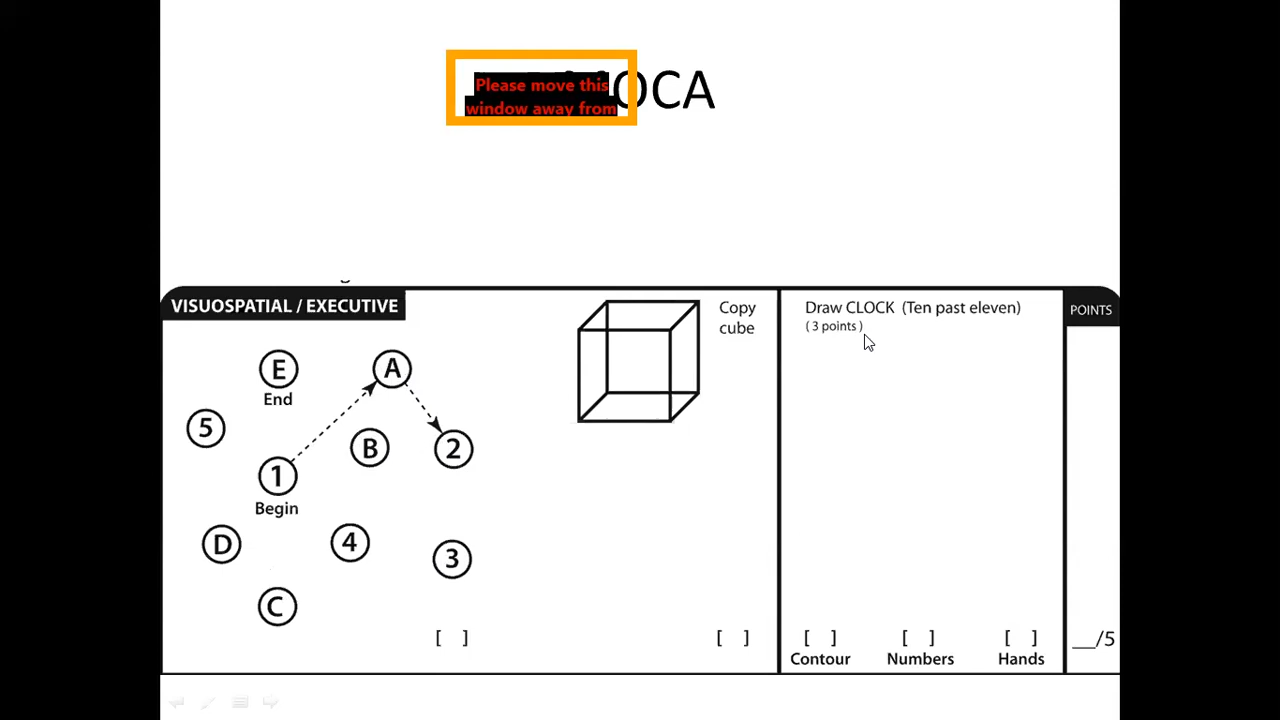 Please move this
window away from
OCA
VISUOSPATIAL / EXECUTIVE
Copy
cube
Draw CLOCK (Ten past eleven)
( 3 points )
POINTS
E
End
A
5
B
2
1
Begin
D
4
3
C
[ ]
[ ]
[ ]
[ ]
[ ]
__/5
Contour
Numbers
Hands